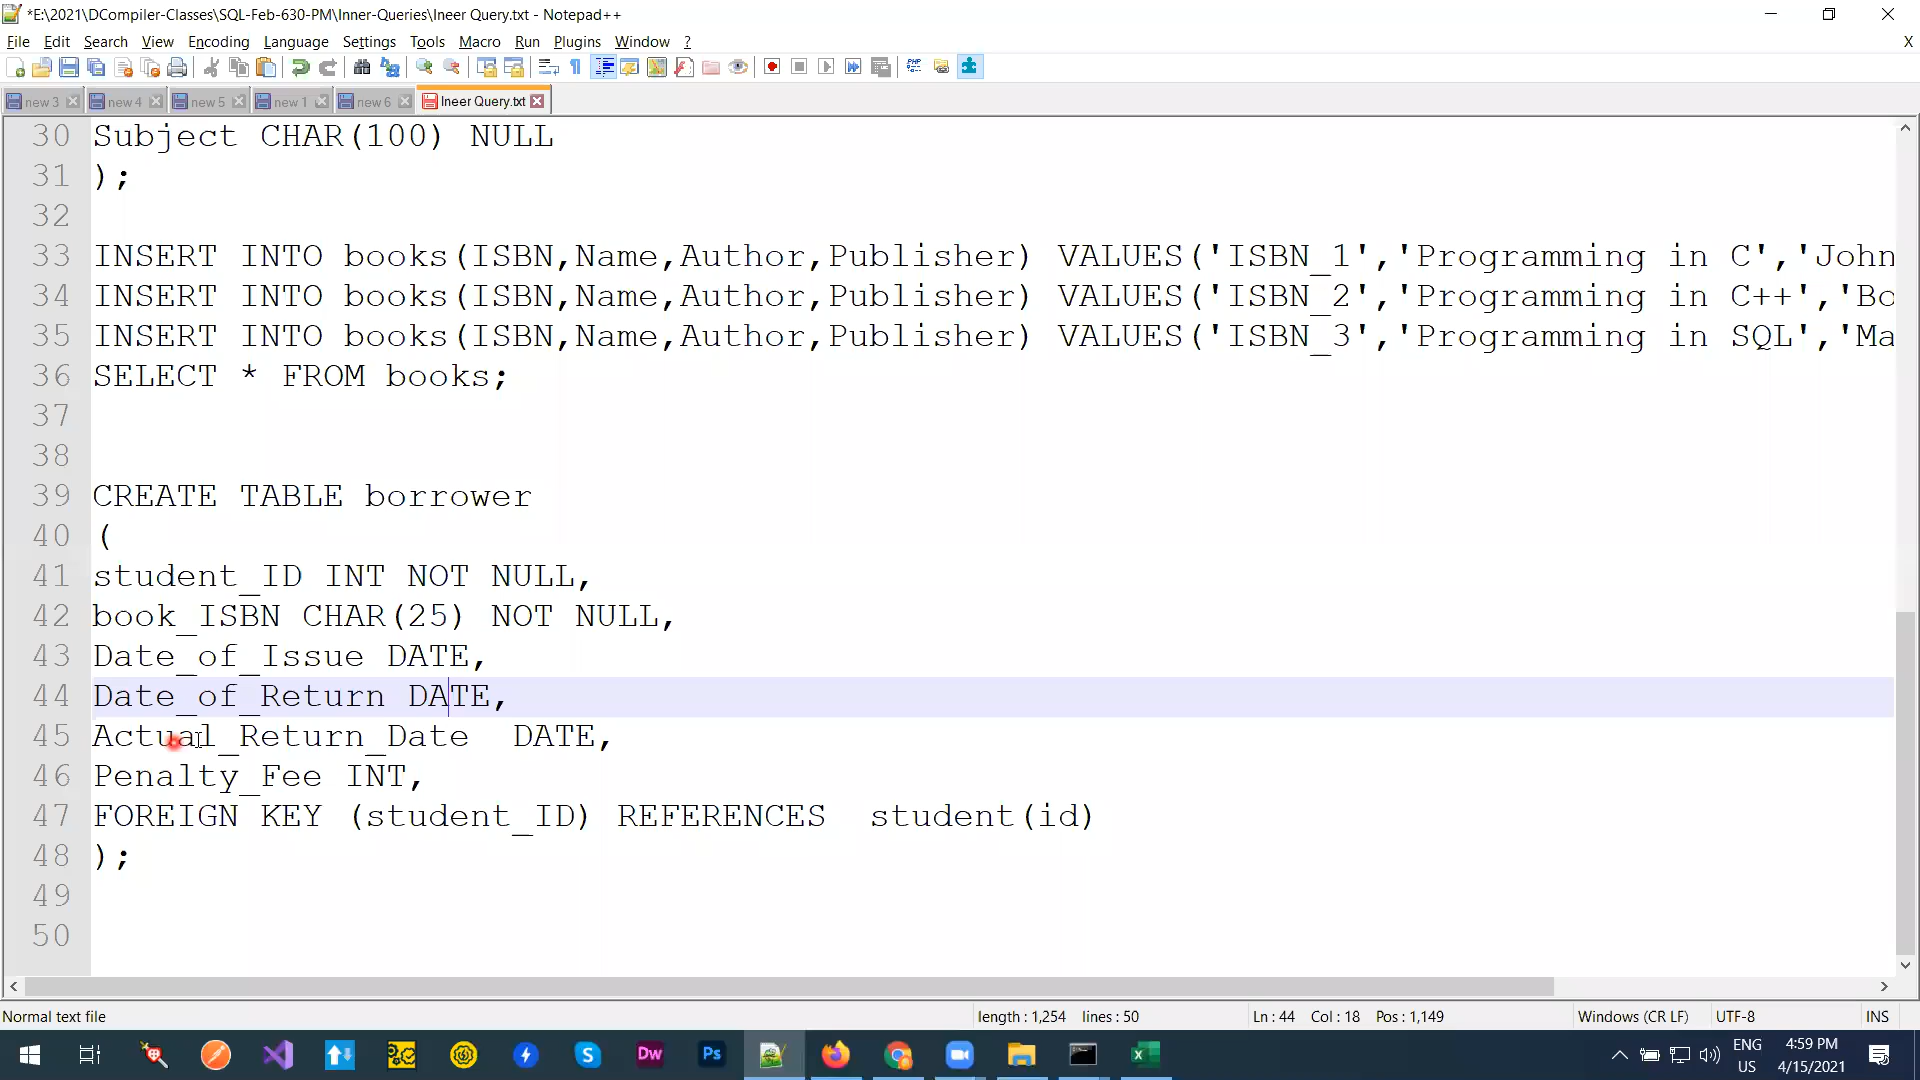 *E:\2021\DCompiler-Classes\SQL-Feb-630-PM\Inner-Queries\Ineer Query.txt - Notepad++
File Edit Search View Encoding Language Settings Tools Macro Run Plugins Window ? X
new 3 new 4 new 5 new 1 new 6 Ineer Query.txt
30 Subject CHAR(100) NULL
31 );
32
33 INSERT INTO books(ISBN,Name,Author,Publisher) VALUES('ISBN_1','Programming in C','John
34 INSERT INTO books(ISBN,Name,Author,Publisher) VALUES('ISBN_2','Programming in C++','Bo
35 INSERT INTO books(ISBN,Name,Author,Publisher) VALUES('ISBN_3','Programming in SQL','Ma
36 SELECT * FROM books;
37
38
39 CREATE TABLE borrower
40 (
41 student_ID INT NOT NULL,
42 book_ISBN CHAR(25) NOT NULL,
43 Date_of_Issue DATE,
44 Date_of_Return DATE,
45 Actual_Return_Date  DATE,
46 Penalty_Fee INT,
47 FOREIGN KEY (student_ID) REFERENCES  student(id)
48 );
49
50
Normal text file length : 1,254 lines : 50 Ln : 44 Col : 18 Pos : 1,149 Windows (CR LF) UTF-8 INS
Dw Ps ENG 4:59 PM
US 4/15/2021